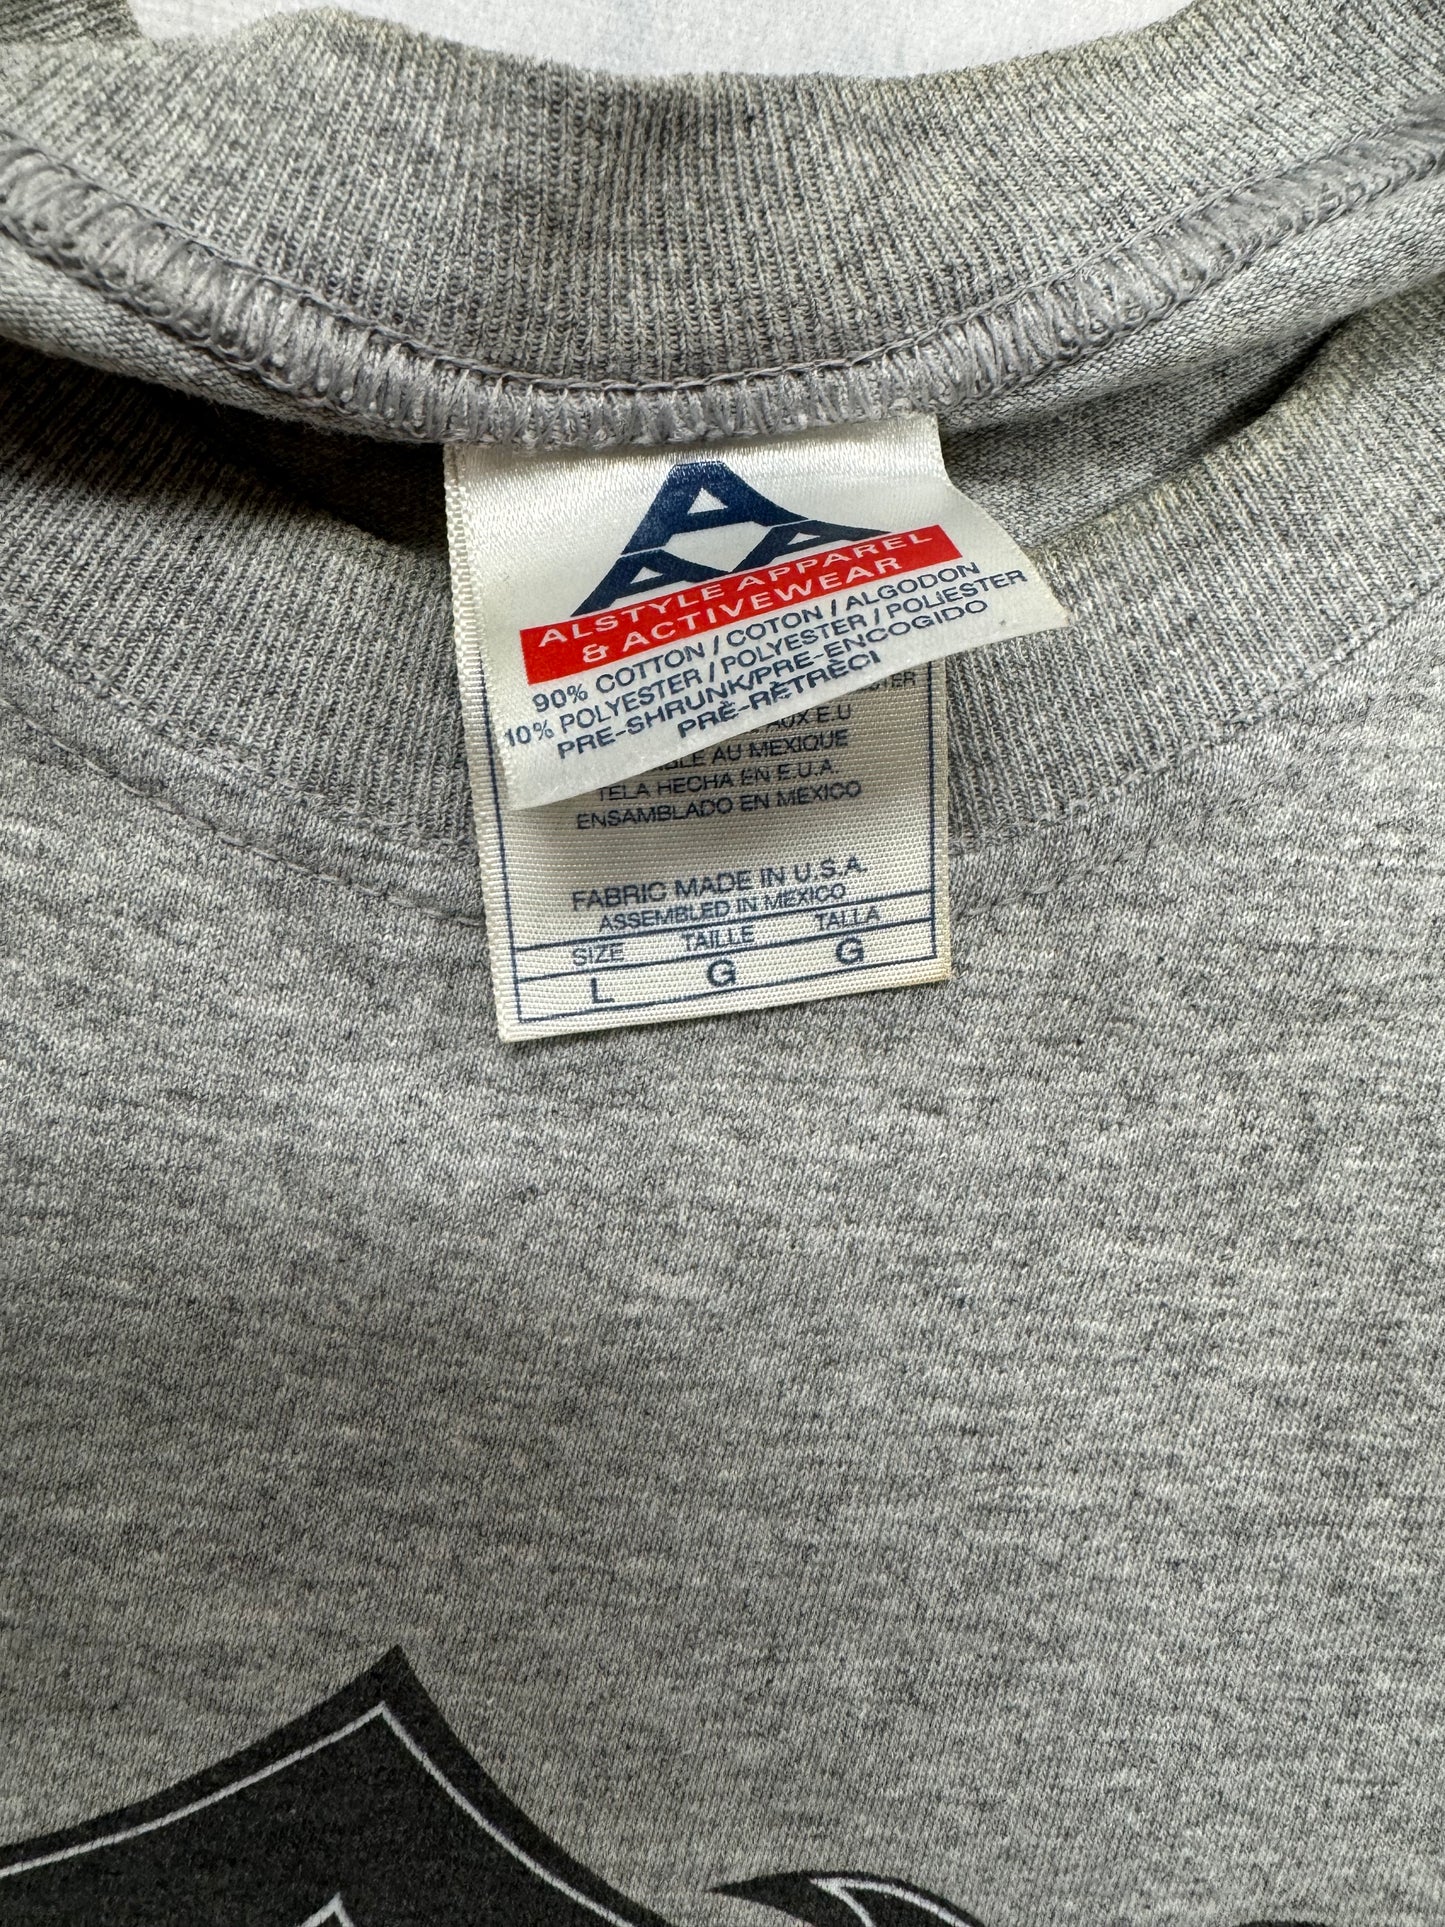 ALSTYLE APPAREL
& ACTIVEWEAR
90% COTTON / COTON / ALGODON
10% POLYESTER / POLYESTER / POLIESTER
PRE-SHRUNK/PRE-ENCOGIDO
PRÉ-RÉTRÉCI
AUX E.U
AU MEXIQUE
TELA HECHA EN E.U.A.
ENSAMBLADO EN MEXICO
FABRIC MADE IN U.S.A.
ASSEMBLED IN MEXICO
SIZE TAILLE TALLA
L G G